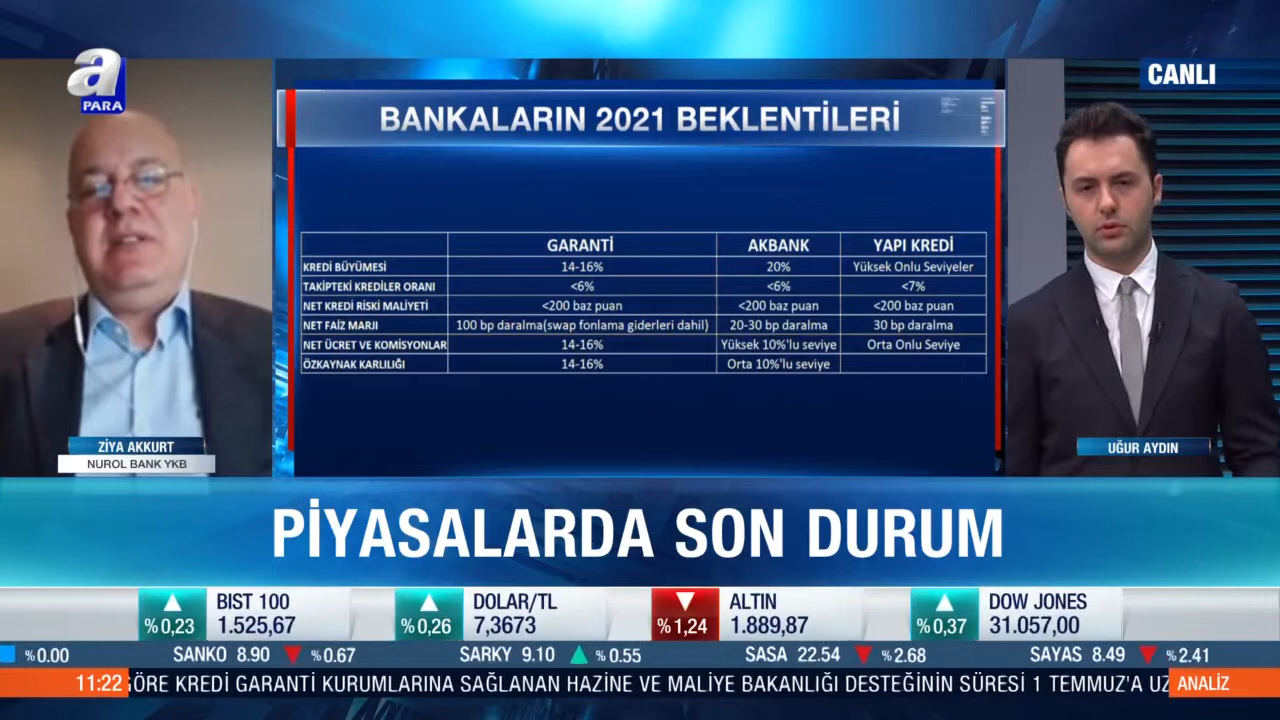 a
PARA
CANLI
BANKALARIN 2021 BEKLENTİLERİ
GARANTİ AKBANK YAPI KREDİ
KREDİ BÜYÜMESİ 14-16% 20% Yüksek Onlu Seviyeler
TAKİPTEKİ KREDİLER ORANI <6% <6% <7%
NET KREDİ RİSKİ MALİYETİ <200 baz puan <200 baz puan <200 baz puan
NET FAİZ MARJI 100 bp daralma(swap fonlama giderleri dahil) 20-30 bp daralma 30 bp daralma
NET ÜCRET VE KOMİSYONLAR 14-16% Yüksek 10%'lu seviye Orta Onlu Seviye
ÖZKAYNAK KARLILIĞI 14-16% Orta 10%'lu seviye
ZİYA AKKURT
NUROL BANK YKB
UĞUR AYDIN
PİYASALARDA SON DURUM
BIST 100 DOLAR/TL ALTIN DOW JONES
%0,23 1.525,67 %0,26 7,3673 %1,24 1.889,87 %0,37 31.057,00
%0.00 SANKO 8.90 %0.67 SARKY 9.10 %0.55 SASA 22.54 %2.68 SAYAS 8.49 %2.41
11:22 GÖRE KREDİ GARANTİ KURUMLARINA SAĞLANAN HAZİNE VE MALİYE BAKANLIĞI DESTEĞİNİN SÜRESİ 1 TEMMUZ'A UZ ANALİZ